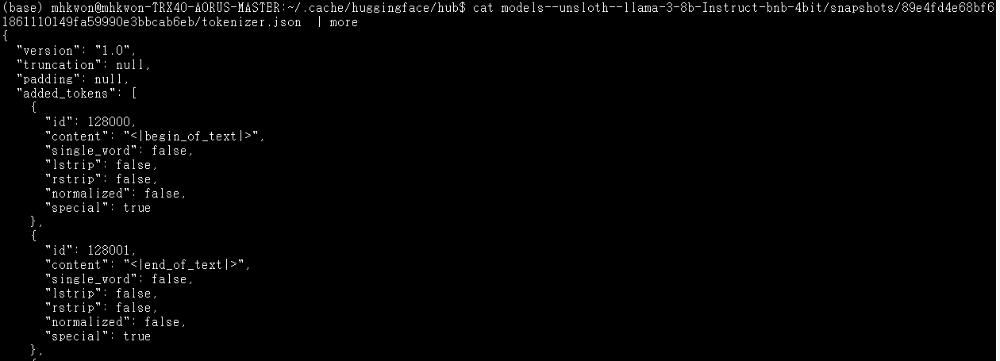 (base) mhkwon@mhkwon-TRX40-AORUS-MASTER:~/.cache/huggingface/hub$ cat models--unsloth--llama-3-8b-Instruct-bnb-4bit/snapshots/89e4fd4e68bf6
1861110149fa59990e3bbcab6eb/tokenizer.json  | more
{
  "version": "1.0",
  "truncation": null,
  "padding": null,
  "added_tokens": [
    {
      "id": 128000,
      "content": "<|begin_of_text|>",
      "single_word": false,
      "lstrip": false,
      "rstrip": false,
      "normalized": false,
      "special": true
    },
    {
      "id": 128001,
      "content": "<|end_of_text|>",
      "single_word": false,
      "lstrip": false,
      "rstrip": false,
      "normalized": false,
      "special": true
    },
    {